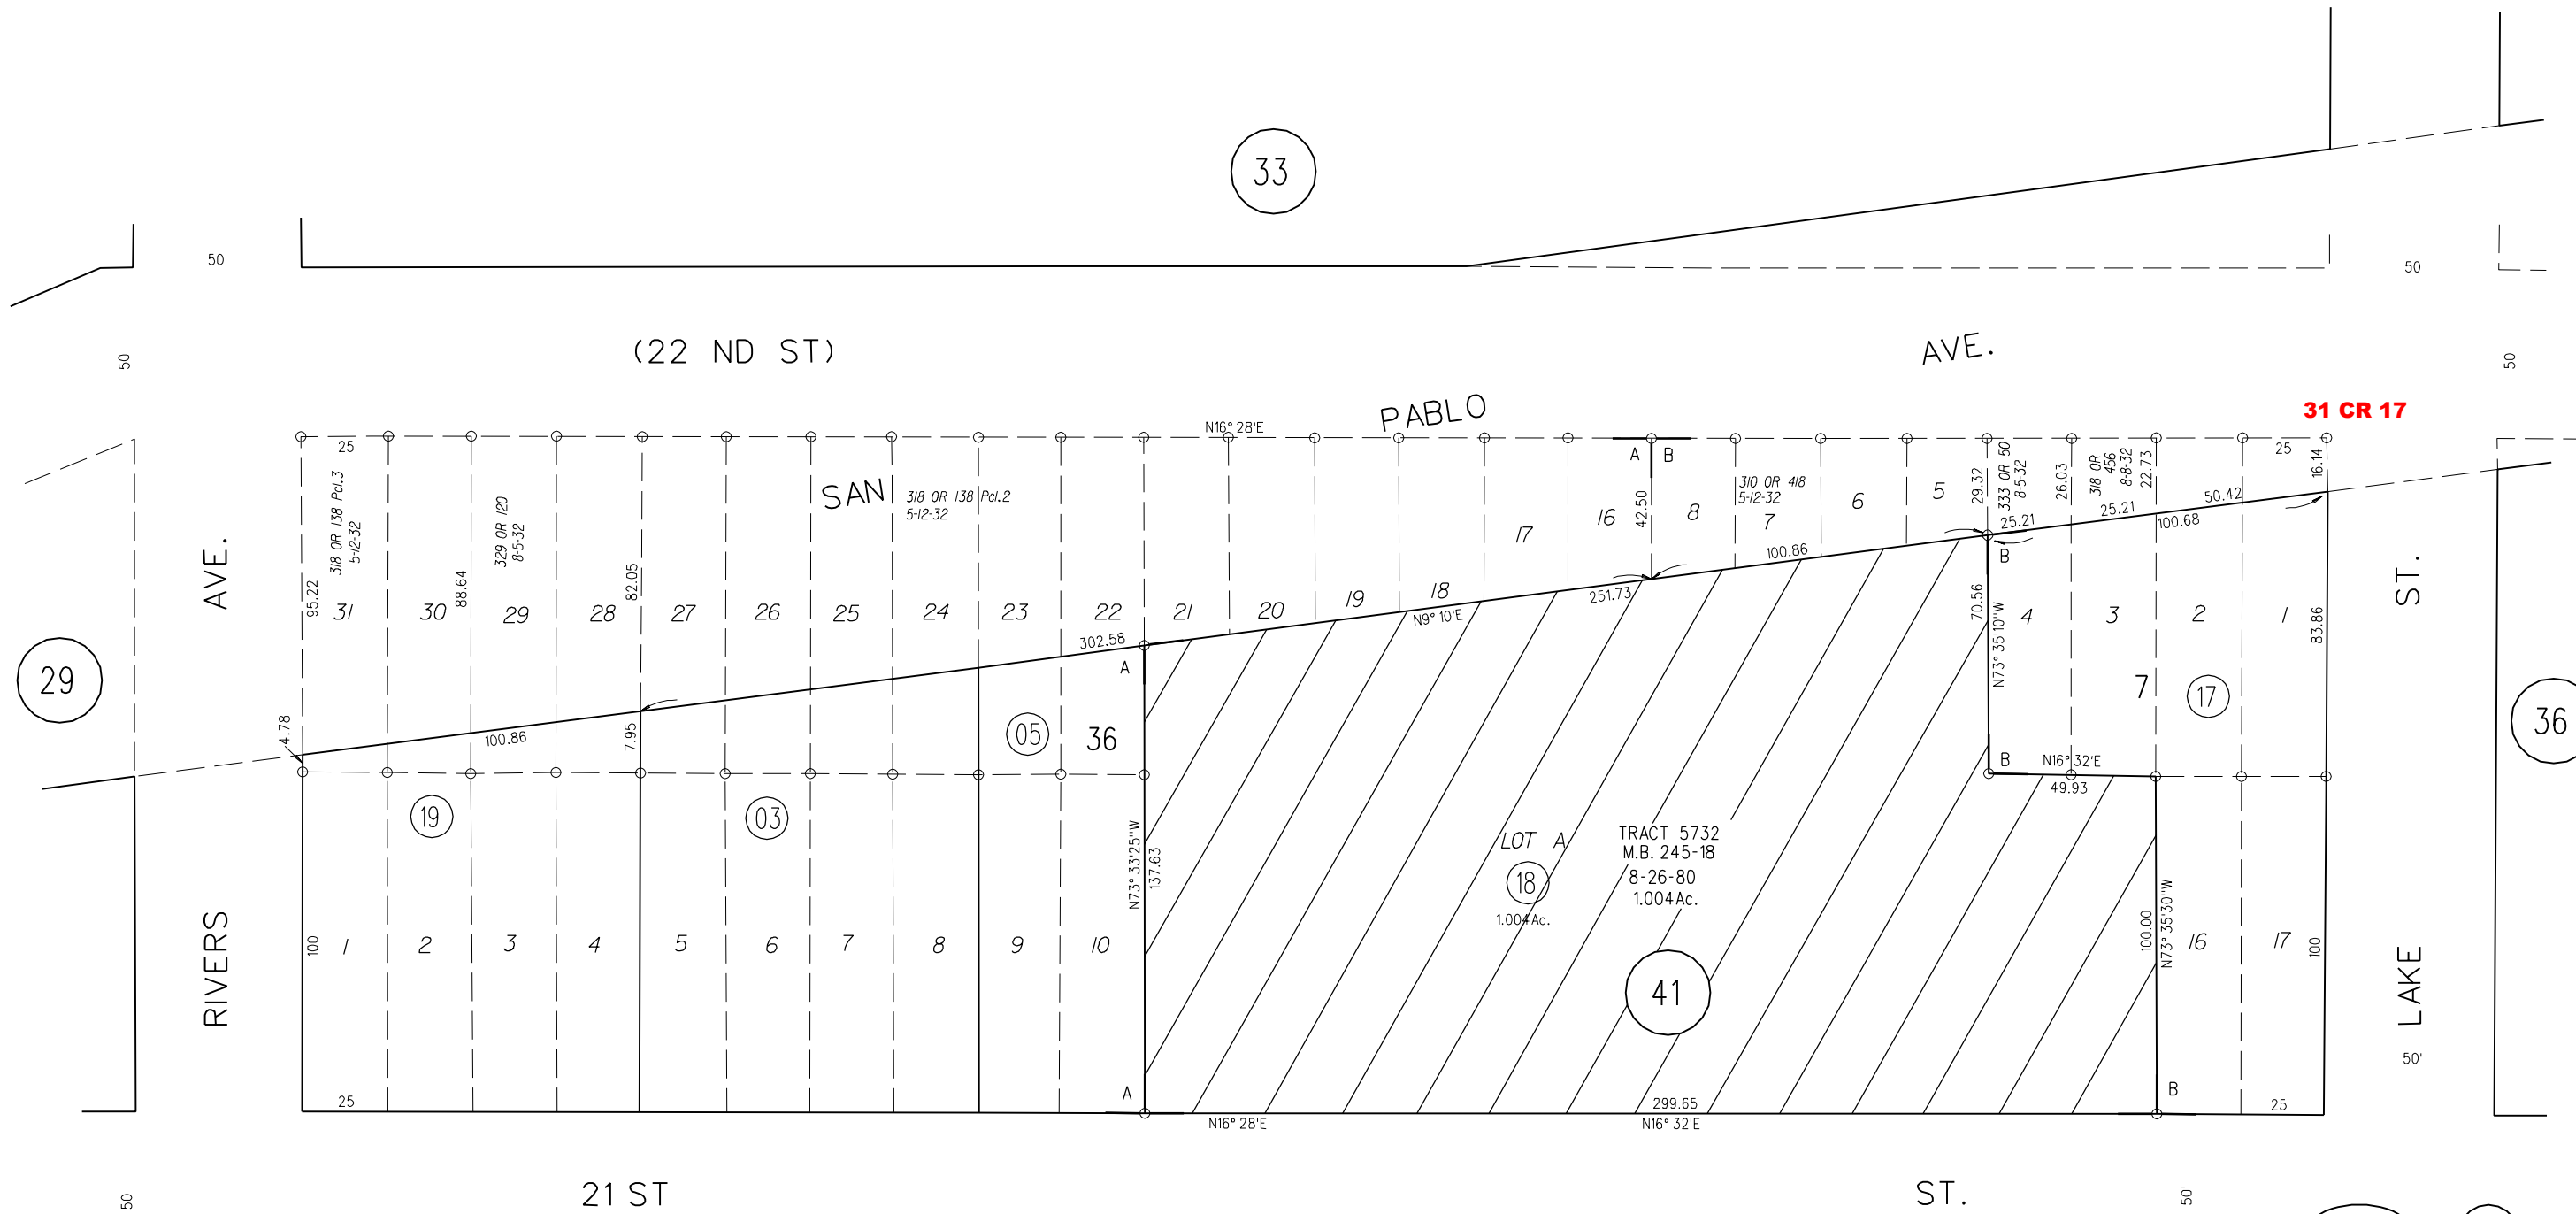 33
50
50
50
50
(22 ND ST)
AVE.
SAN PABLO
31 CR 17
N16° 28'E
25
25
A
B
318 OR 138 Pcl.3
5-12-32
329 OR 120
8-5-32
318 OR 138 Pcl.2
5-12-32
310 OR 418
5-12-32
333 OR 50
8-5-32
318 OR
456
8-8-32
95.22
88.64
82.05
42.50
29.32
26.03
22.73
16.14
31
30
29
28
27
26
25
24
23
22
21
20
19
18
17
16
8
7
6
5
4
3
2
1
302.58
251.73
N9° 10'E
100.86
25.21
25.21
50.42
100.68
A
B
70.56
N73° 35'10"W
83.86
29
AVE.
ST.
36
4.78
100.86
7.95
05
36
7
17
B
N16° 32'E
49.93
19
03
N73° 33'25"W
137.63
LOT A
18
1.004Ac.
TRACT 5732
M.B. 245-18
8-26-80
1.004Ac.
41
100
1
2
3
4
5
6
7
8
9
10
100.00
N73° 35'30"W
16
17
100
RIVERS
LAKE
50'
A
B
25
299.65
25
N16° 28'E
N16° 32'E
50
21 ST
ST.
50'